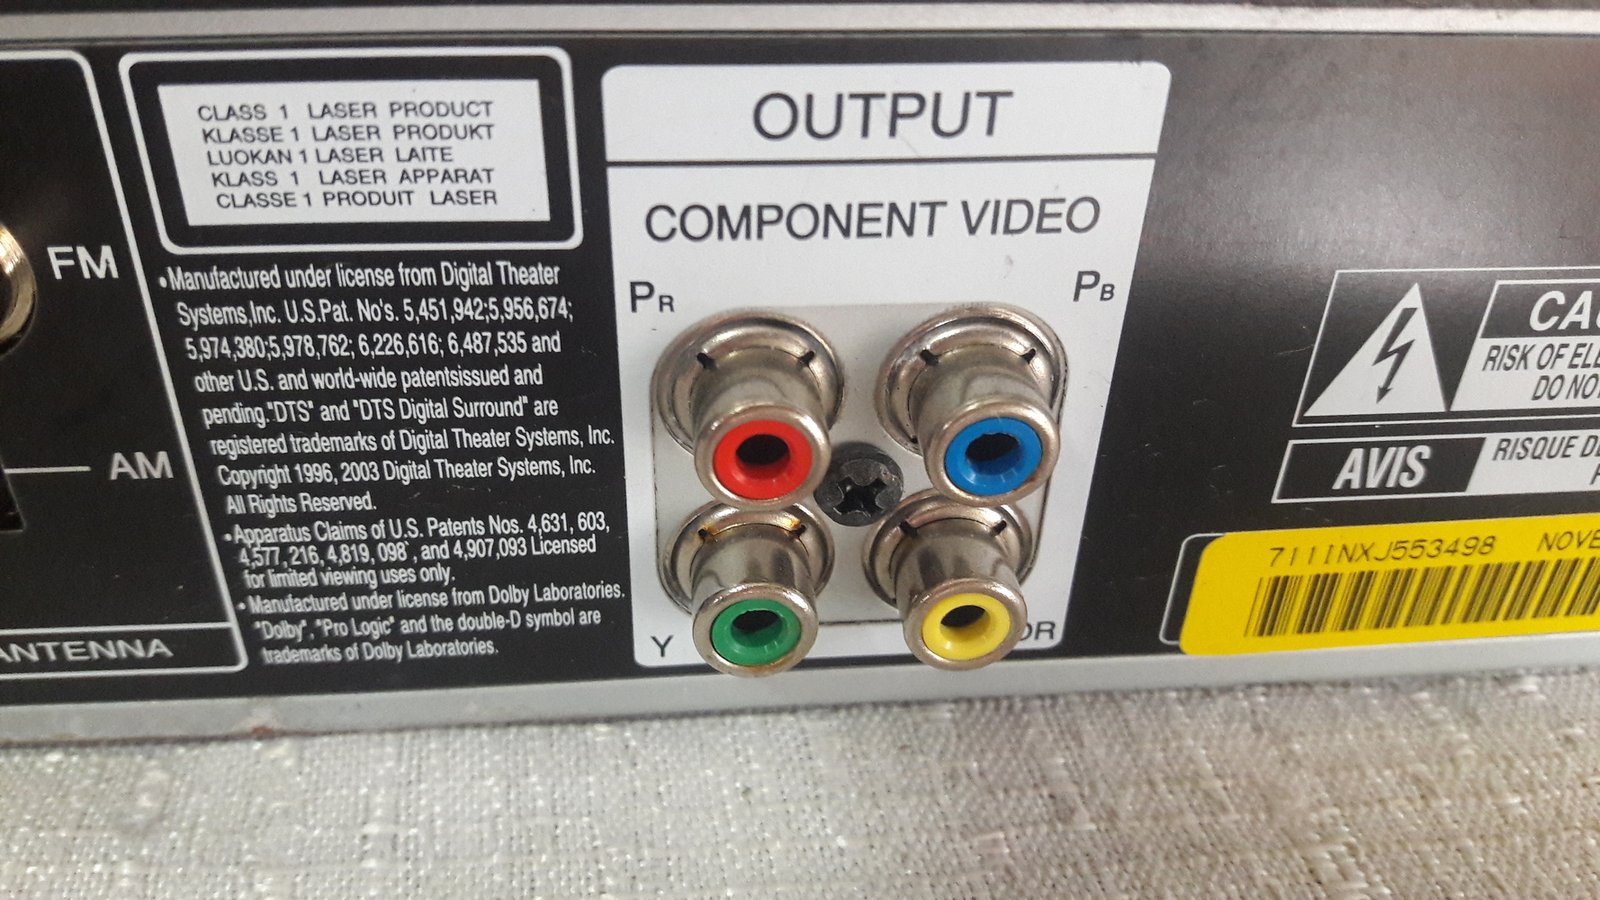 FM
AM
ANTENNA
CLASS 1 LASER PRODUCT
KLASSE 1 LASER PRODUKT
LUOKAN 1 LASER LAITE
KLASS 1 LASER APPARAT
CLASSE 1 PRODUIT LASER
•Manufactured under license from Digital Theater
Systems,Inc. U.S.Pat. No's. 5,451,942;5,956,674;
5,974,380;5,978,762; 6,226,616; 6,487,535 and
other U.S. and world-wide patentsissued and
pending."DTS" and "DTS Digital Surround" are
registered trademarks of Digital Theater Systems, Inc.
Copyright 1996, 2003 Digital Theater Systems, Inc.
All Rights Reserved.
•Apparatus Claims of U.S. Patents Nos. 4,631, 603,
4,577, 216, 4,819, 098', and 4,907,093 Licensed
for limited viewing uses only.
•Manufactured under license from Dolby Laboratories.
"Dolby", "Pro Logic" and the double-D symbol are
trademarks of Dolby Laboratories.
OUTPUT
COMPONENT VIDEO
PR
PB
Y
RISK OF
DO
AVIS
RISQUE
7111NXJ553498